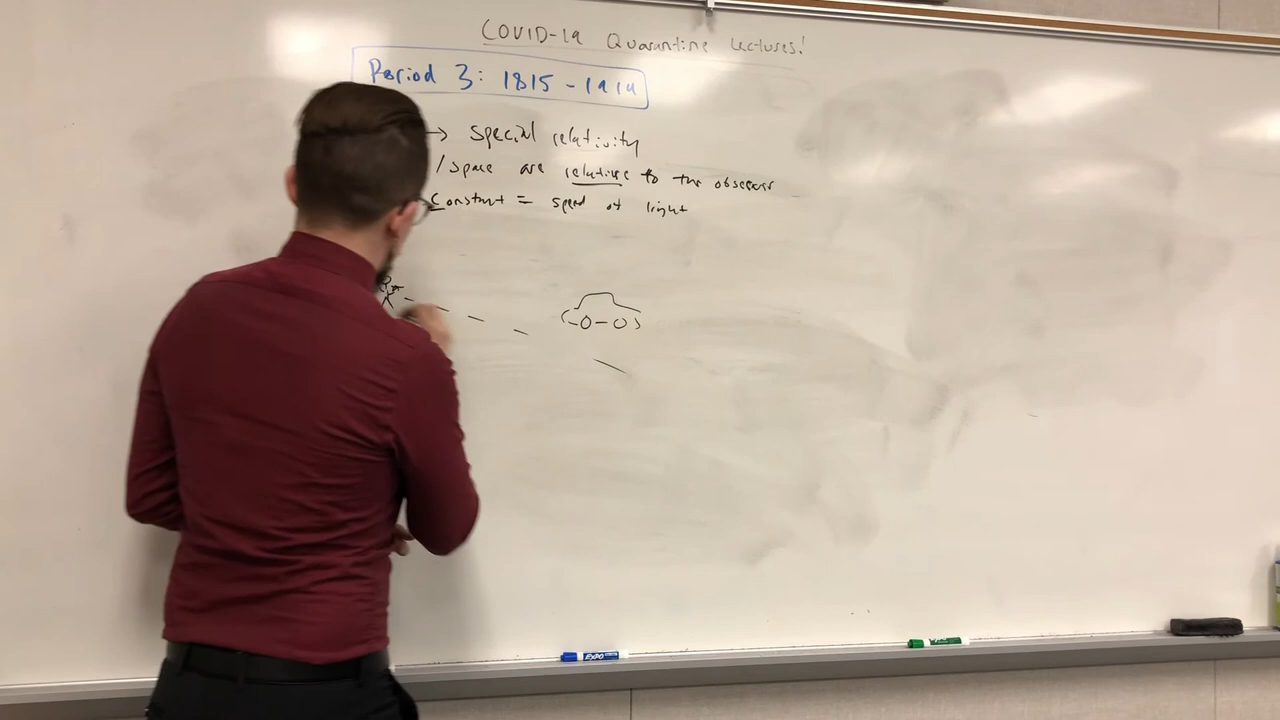 COVID-19 Quarantine Lectures!
Period 3: 1815 - 1914
→ Special relativity
/space are relative to the observer
Constant = speed of light
EXPO